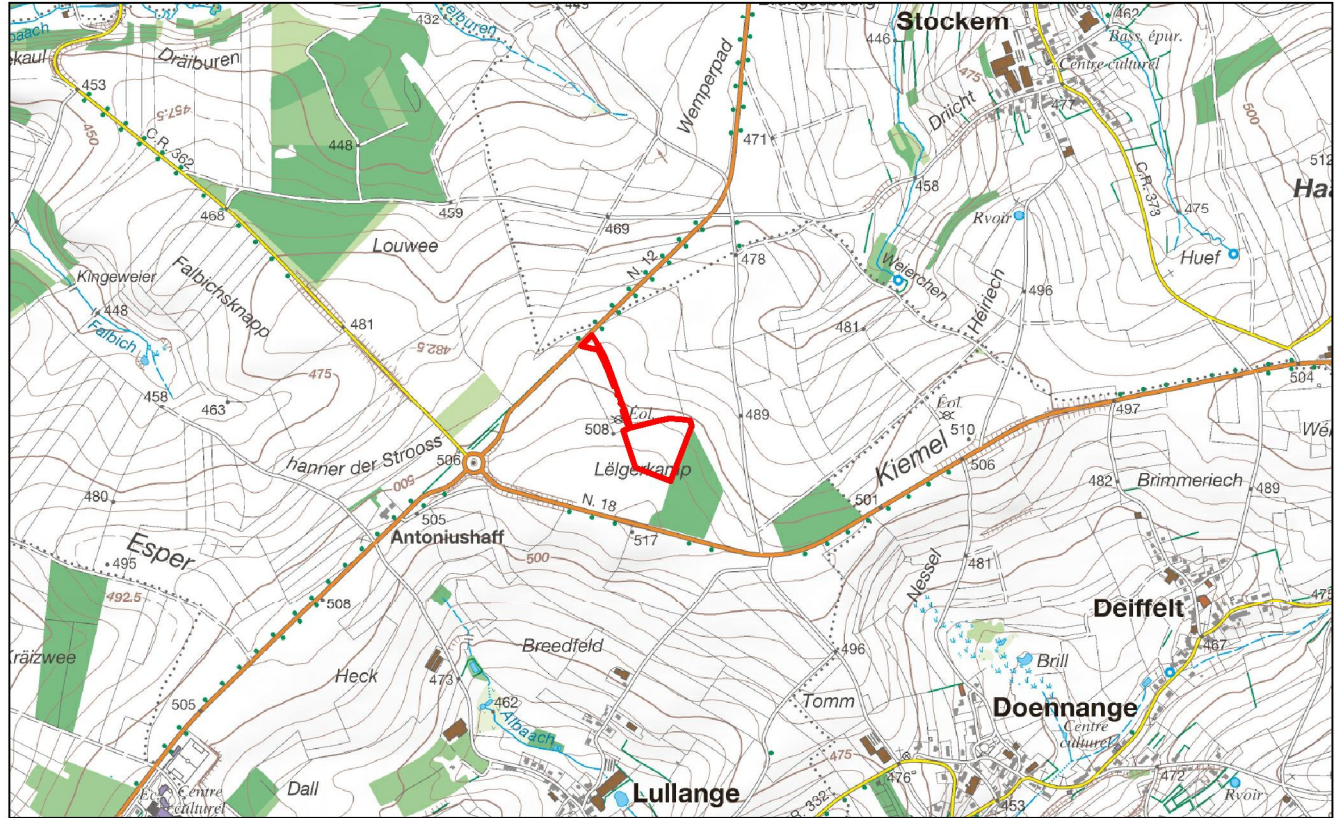 432
449
Stockem
462
446
Bass. épur.
Dräiburen
Centre culturel
Wemperpad
475
453
477
457.5
500
Driicht
450
C.R. 362
448
471
512
458
C.R. 373
468
459
469
475
Rvoir
Louwee
478
Huef
N. 12
Weierchen
Kingeweier
Falbichsknapp
448
481
481
Heiriech
496
Falbich
482.5
475
458
463
504
497
Éol.
508
489
Éol.
510
hanner der Strooss
506
Kiemel
506
Lëlgerkamp
480
500
482
Brimmeriech
489
N. 18
501
505
Antoniushaff
517
Esper
495
500
481
492.5
Nessel
508
Deiffelt
475
Breedfeld
467
496
Brill
Heck
473
505
462
Tomm
Doennange
Albaach
475
Centre
culturel
476
472
Dall
Centre
culturel
Lullange
453
Rvoir